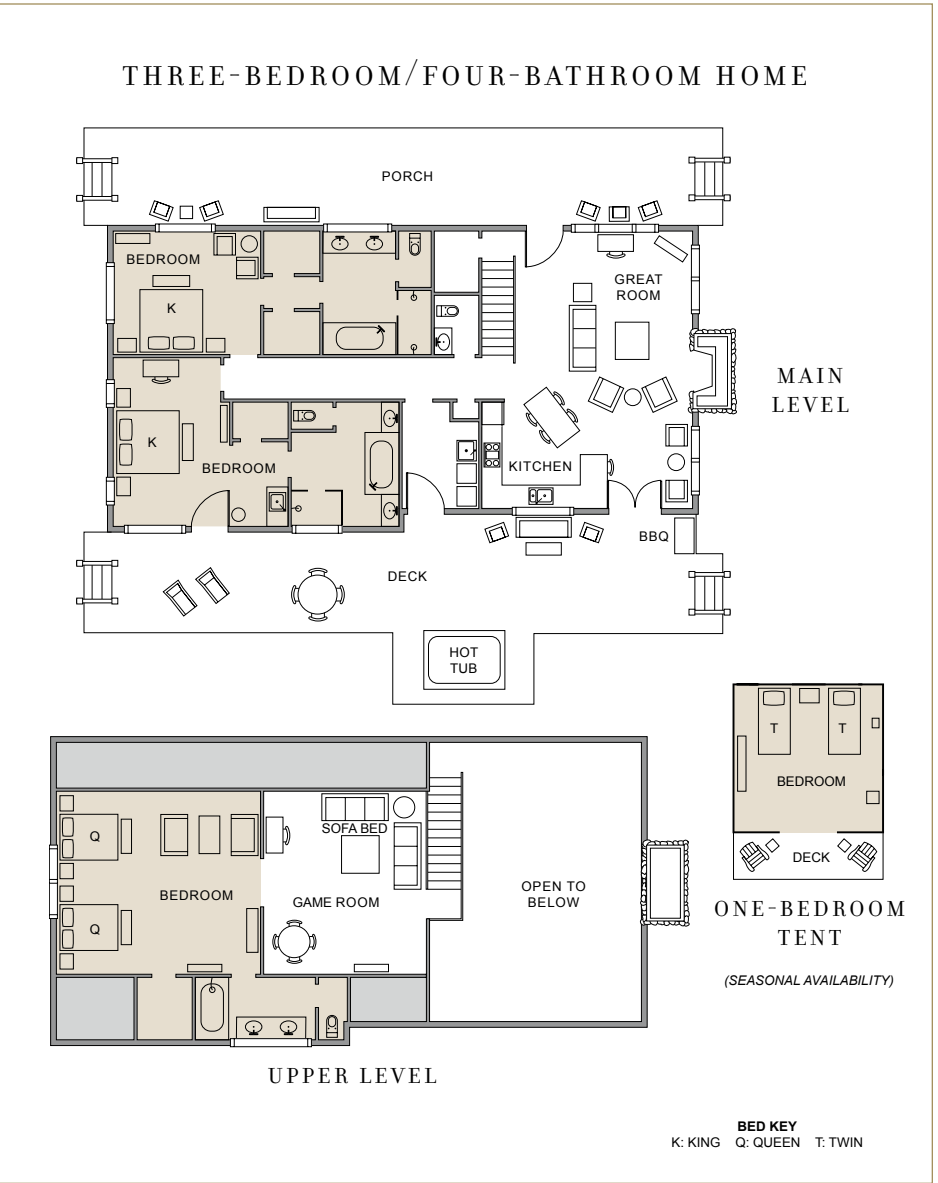 THREE-BEDROOM/FOUR-BATHROOM HOME
PORCH
BEDROOM
K
GREAT
ROOM
MAIN
LEVEL
K
BEDROOM
KITCHEN
BBQ
DECK
HOT
TUB
T
T
BEDROOM
DECK
ONE-BEDROOM
TENT
(SEASONAL AVAILABILITY)
SOFA BED
Q
BEDROOM
GAME ROOM
OPEN TO
BELOW
Q
UPPER LEVEL
BED KEY
K: KING Q: QUEEN T: TWIN